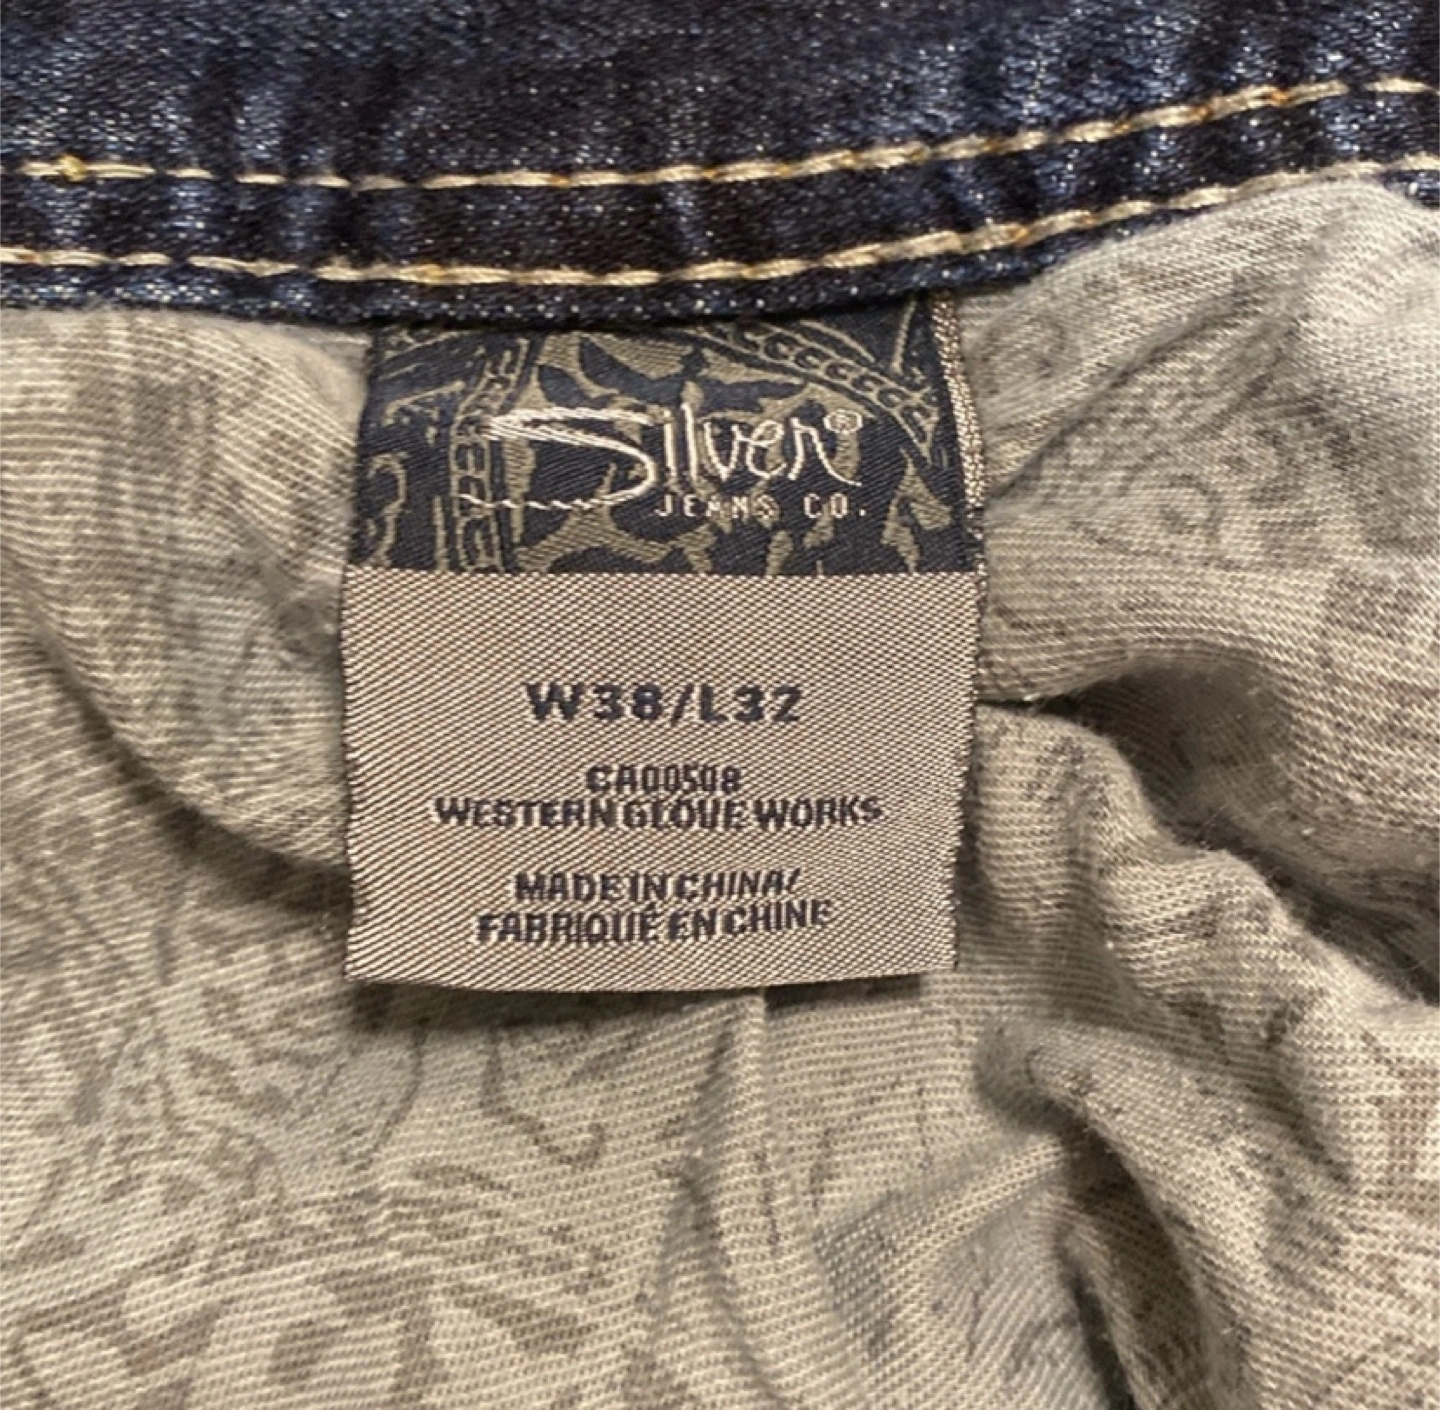 Silver®
JEANS CO.
W38/L32
CA00508
WESTERN GLOVE WORKS
MADE IN CHINA/
FABRIQUÉ EN CHINE